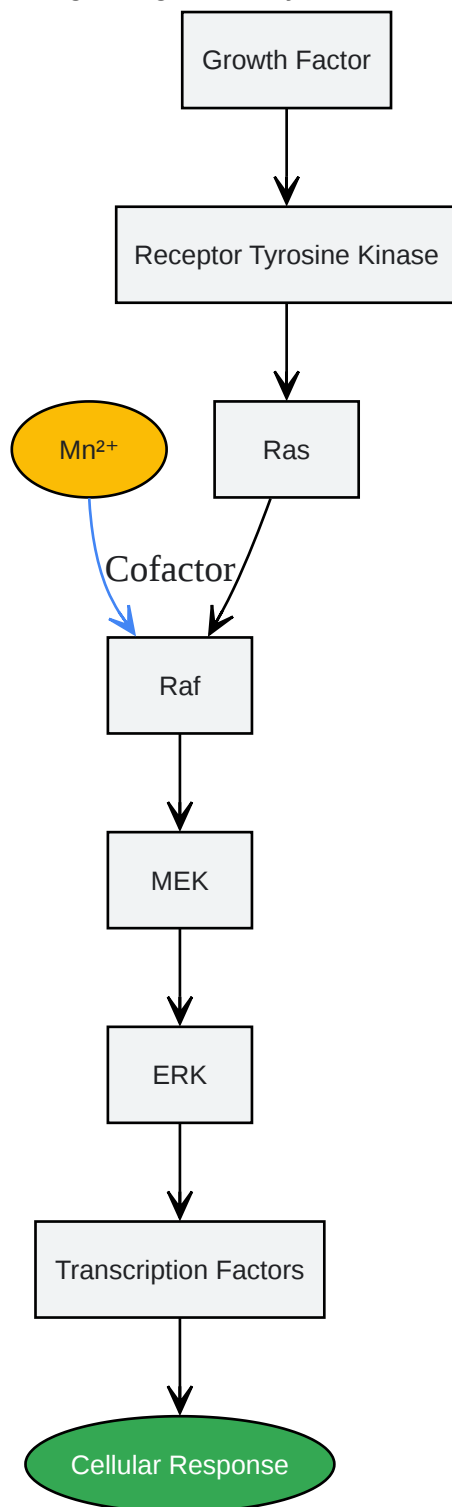 Growth Factor
Receptor Tyrosine Kinase
Mn²⁺
Ras
Cofactor
Raf
MEK
ERK
Transcription Factors
Cellular Response